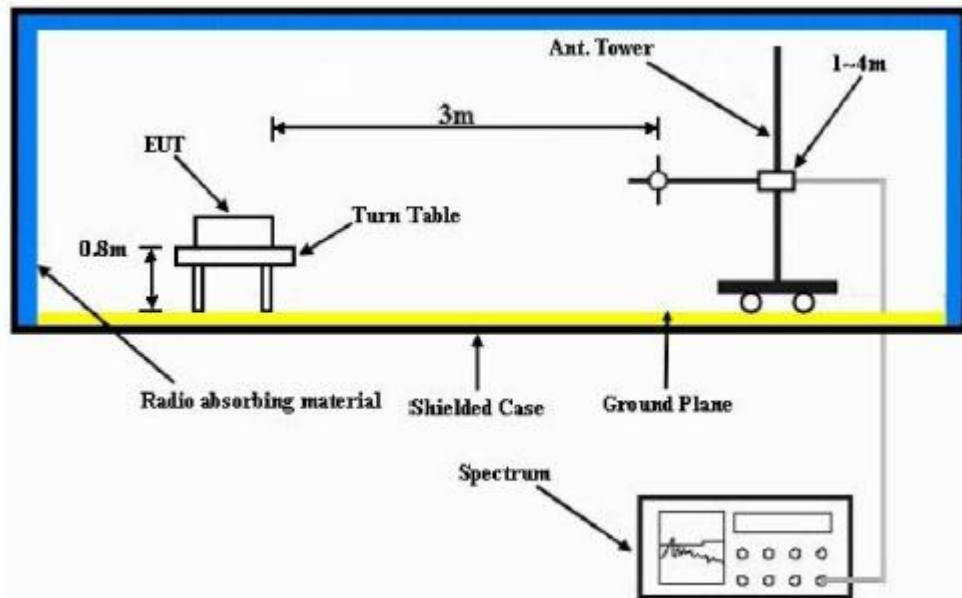 Ant. Tower
1~4m
3m
EUT
Turn Table
0.8m
Radio absorbing material
Shielded Case
Ground Plane
Spectrum